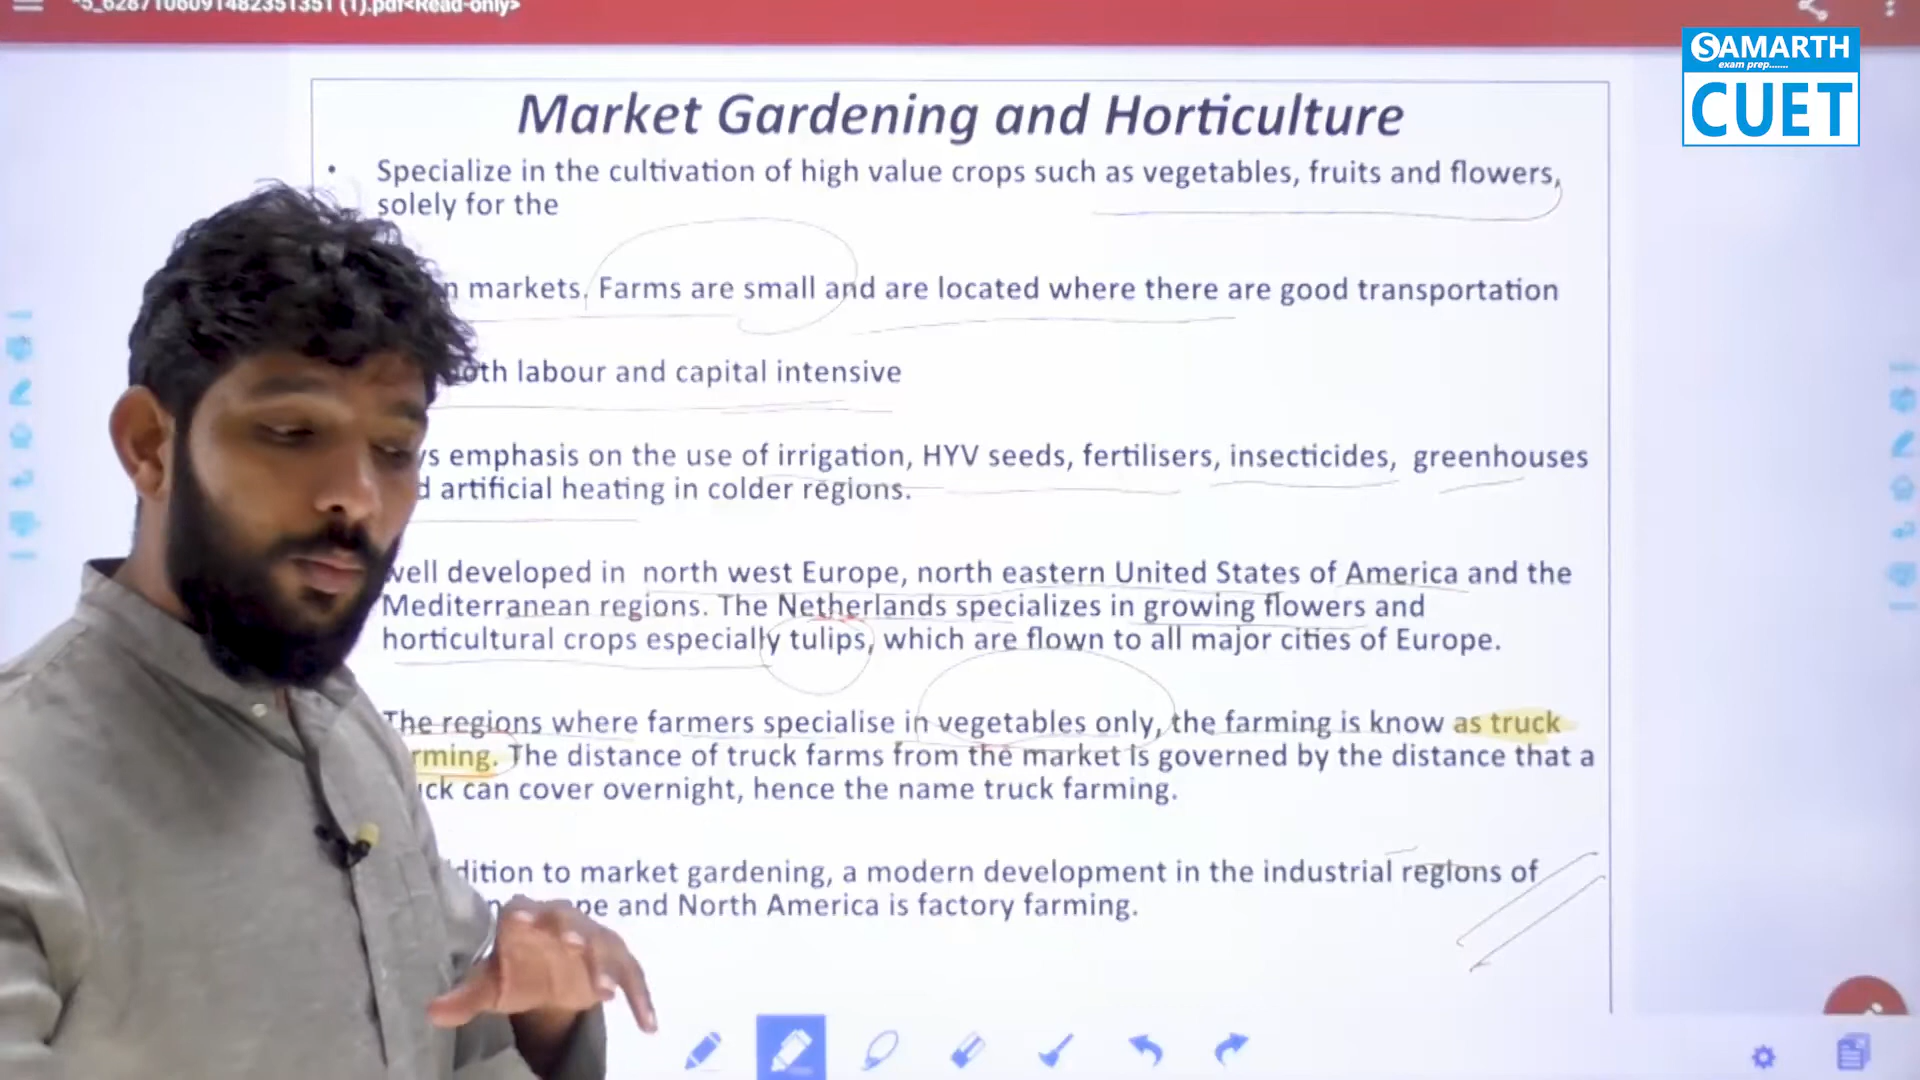 (1).pdf<Read-only>
SAMARTH
exam prep.......
CUET
Market Gardening and Horticulture
• Specialize in the cultivation of high value crops such as vegetables, fruits and flowers,
solely for the
markets. Farms are small and are located where there are good transportation
labour and capital intensive
emphasis on the use of irrigation, HYV seeds, fertilisers, insecticides, greenhouses
artificial heating in colder regions.
well developed in north west Europe, north eastern United States of America and the
Mediterranean regions. The Netherlands specializes in growing flowers and
horticultural crops especially tulips, which are flown to all major cities of Europe.
The regions where farmers specialise in vegetables only, the farming is know as truck
The distance of truck farms from the market is governed by the distance that a
can cover overnight, hence the name truck farming.
to market gardening, a modern development in the industrial regions of
and North America is factory farming.